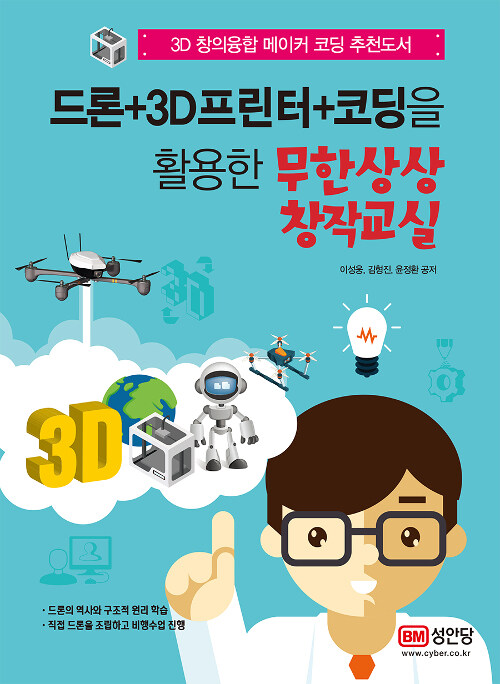 3D 창의융합 메이커 코딩 추천도서
드론+3D프린터+코딩을
활용한 무한상상
창작교실
이성웅, 김형진, 윤정환 공저
3D
3D
· 드론의 역사와 구조적 원리 학습
· 직접 드론을 조립하고 비행수업 진행
BM 성안당
www.cyber.co.kr